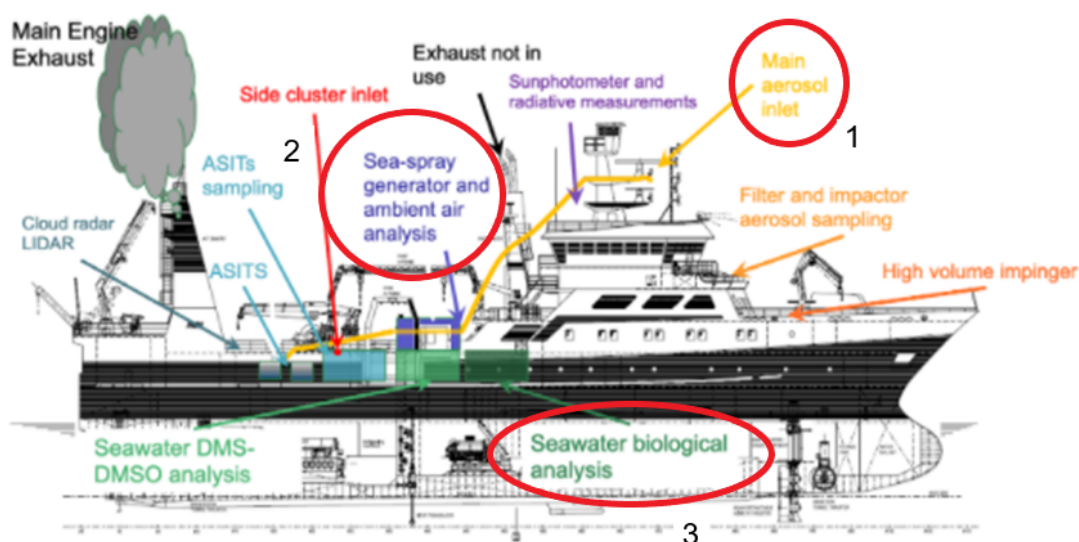 Main Engine
Exhaust
Exhaust not in
use
Main
aerosol
inlet
1
Sunphotometer and
radiative measurements
Side cluster inlet
2
ASITs
sampling
Sea-spray
generator and
ambient air
analysis
Filter and impactor
aerosol sampling
Cloud radar
LIDAR
ASITS
High volume impinger
Seawater DMS-
DMSO analysis
Seawater biological
analysis
3